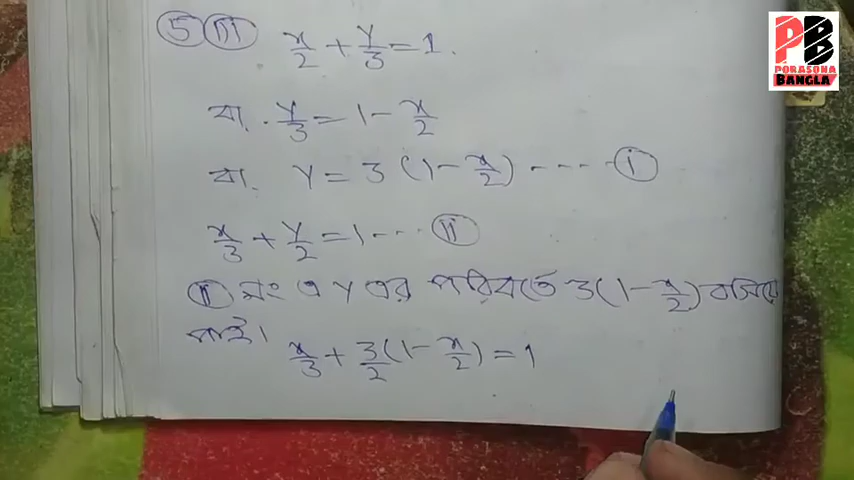 5 iii x/2 + y/3 = 1.
বা. y/3 = 1 - x/2
বা. y = 3 (1 - x/2) ---- i
x/3 + y/2 = 1 --- ii
ii নং এ y এর পরিবর্তে 3(1 - x/2) বসিয়ে
পাই।
x/3 + 3/2 (1 - x/2) = 1
PB
PORASONA
BANGLA